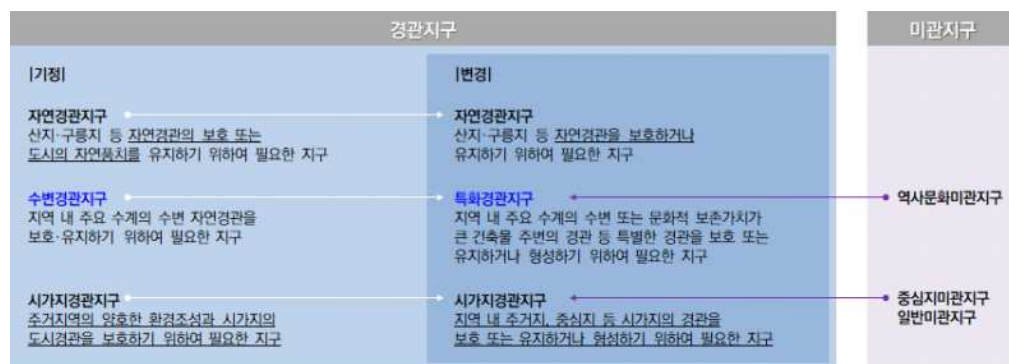 경관지구
미관지구
|기정|
|변경|
자연경관지구
산지·구릉지 등 자연경관의 보호 또는
도시의 자연풍치를 유지하기 위하여 필요한 지구
자연경관지구
산지·구릉지 등 자연경관을 보호하거나
유지하기 위하여 필요한 지구
수변경관지구
지역 내 주요 수계의 수변 자연경관을
보호·유지하기 위하여 필요한 지구
특화경관지구
지역 내 주요 수계의 수변 또는 문화적 보존가치가
큰 건축물 주변의 경관 등 특별한 경관을 보호 또는
유지하거나 형성하기 위하여 필요한 지구
역사문화미관지구
시가지경관지구
주거지역의 양호한 환경조성과 시가지의
도시경관을 보호하기 위하여 필요한 지구
시가지경관지구
지역 내 주거지, 중심지 등 시가지의 경관을
보호 또는 유지하거나 형성하기 위하여 필요한 지구
중심지미관지구
일반미관지구